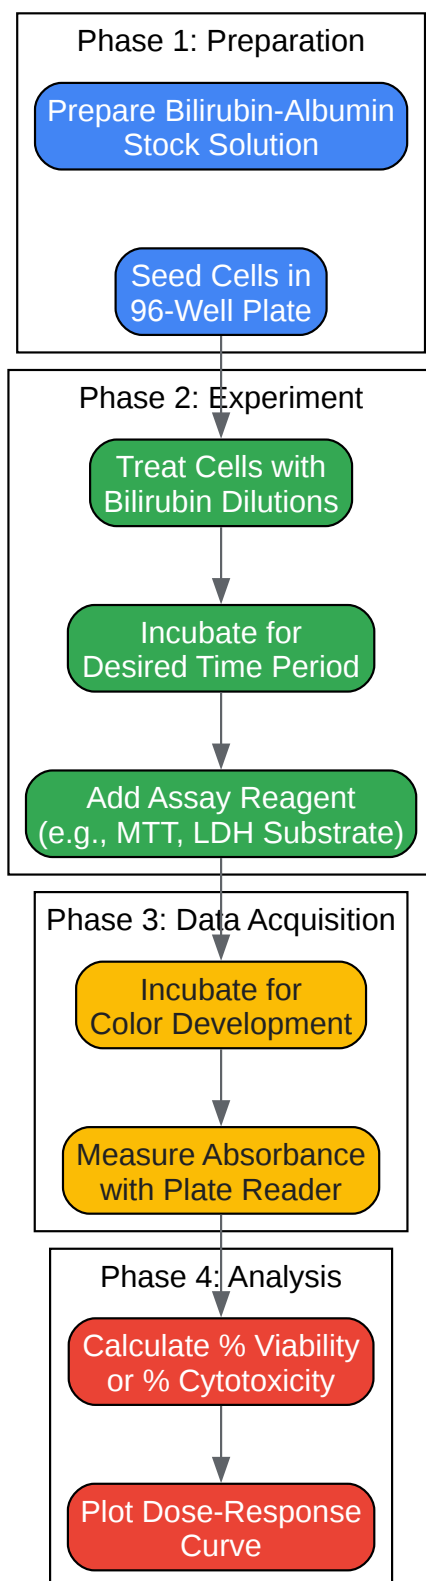 Phase 1: Preparation
Prepare Bilirubin-Albumin
Stock Solution
Seed Cells in
96-Well Plate
Phase 2: Experiment
Treat Cells with
Bilirubin Dilutions
Incubate for
Desired Time Period
Add Assay Reagent
(e.g., MTT, LDH Substrate)
Phase 3: Data Acquisition
Incubate for
Color Development
Measure Absorbance
with Plate Reader
Phase 4: Analysis
Calculate % Viability
or % Cytotoxicity
Plot Dose-Response
Curve